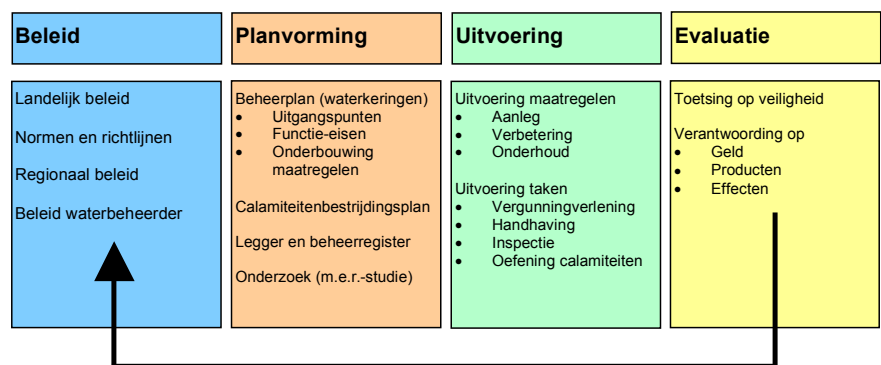 Beleid
Landelijk beleid
Normen en richtlijnen
Regionaal beleid
Beleid waterbeheerder
Planvorming
Beheerplan (waterkeringen)
• Uitgangspunten
• Functie-eisen
• Onderbouwing
maatregelen
Calamiteitenbestrijdingsplan
Legger en beheerregister
Onderzoek (m.e.r.-studie)
Uitvoering
Uitvoering maatregelen
• Aanleg
• Verbetering
• Onderhoud
Uitvoering taken
• Vergunningverlening
• Handhaving
• Inspectie
• Oefening calamiteiten
Evaluatie
Toetsing op veiligheid
Verantwoording op
• Geld
• Producten
• Effecten